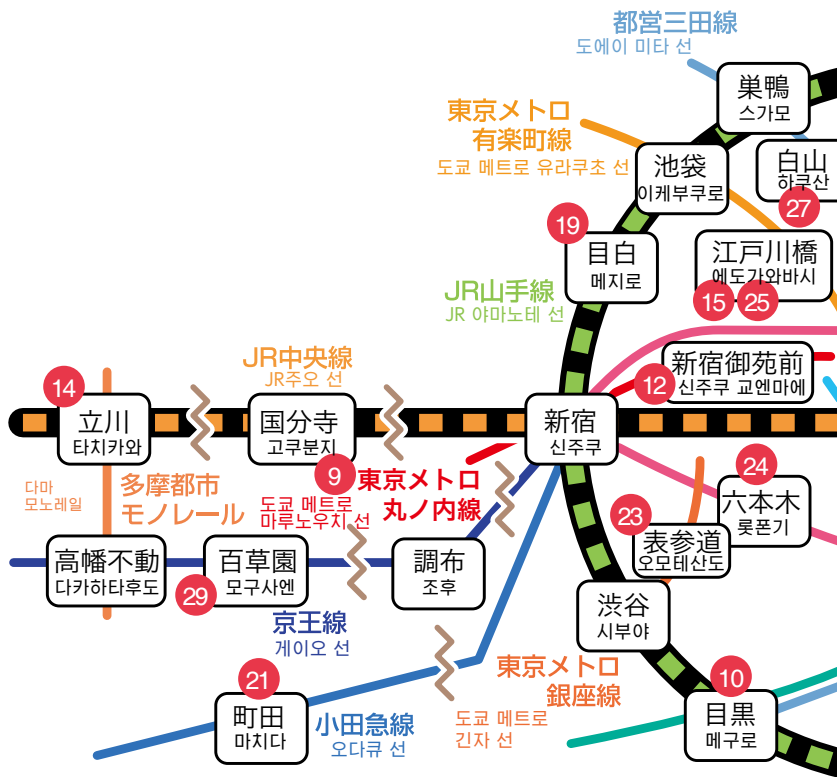 都営三田線
도에이 미타 선
巣鴨
스가모
東京メトロ
有楽町線
도쿄 메트로 유라쿠초 선
池袋
이케부쿠로
白山
하쿠산
27
19
目白
메지로
江戸川橋
에도가와바시
15
25
JR山手線
JR 야마노테 선
JR中央線
JR주오 선
新宿御苑前
신주쿠 교엔마에
12
14
立川
타치카와
国分寺
고쿠분지
9
新宿
신주쿠
東京メトロ
丸ノ内線
도쿄 메트로
마루노우치 선
다마
모노레일
多摩都市
モノレール
24
六本木
롯폰기
23
表参道
오모테산도
高幡不動
다카하타후도
百草園
모구사엔
29
調布
조후
渋谷
시부야
京王線
게이오 선
東京メトロ
銀座線
도쿄 메트로
긴자 선
10
目黒
메구로
21
町田
마치다
小田急線
오다큐 선